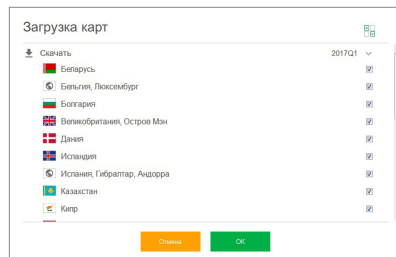 Загрузка карт
Скачать 2017Q1
Беларусь
Бельгия, Люксембург
Болгария
Великобритания, Остров Мэн
Дания
Исландия
Испания, Гибралтар, Андорра
Казахстан
Кипр
Отмена OK